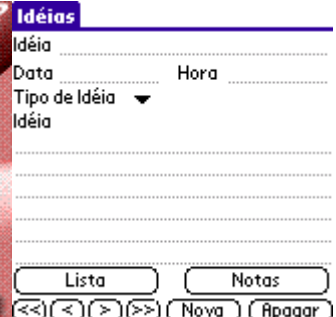 Idéias
Idéia
Data Hora
Tipo de Idéia
Idéia
Lista Notas
<< < > >> Nova Apagar